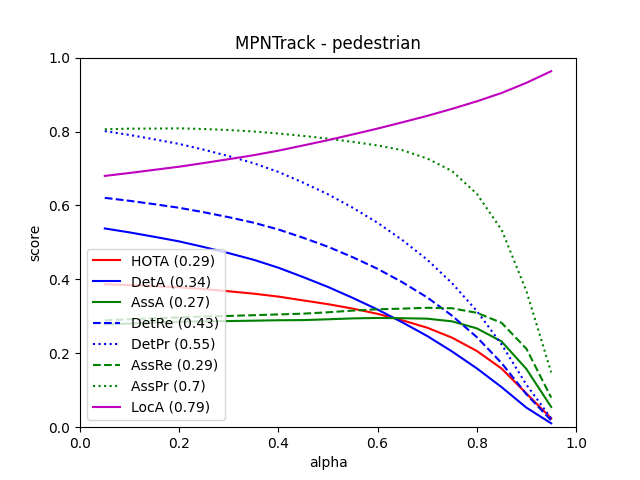 MPNTrack - pedestrian
1.0
0.8
0.6
0.4
0.2
0.0
score
HOTA (0.29)
DetA (0.34)
AssA (0.27)
DetRe (0.43)
DetPr (0.55)
AssRe (0.29)
AssPr (0.7)
LocA (0.79)
0.0 0.2 0.4 0.6 0.8 1.0
alpha